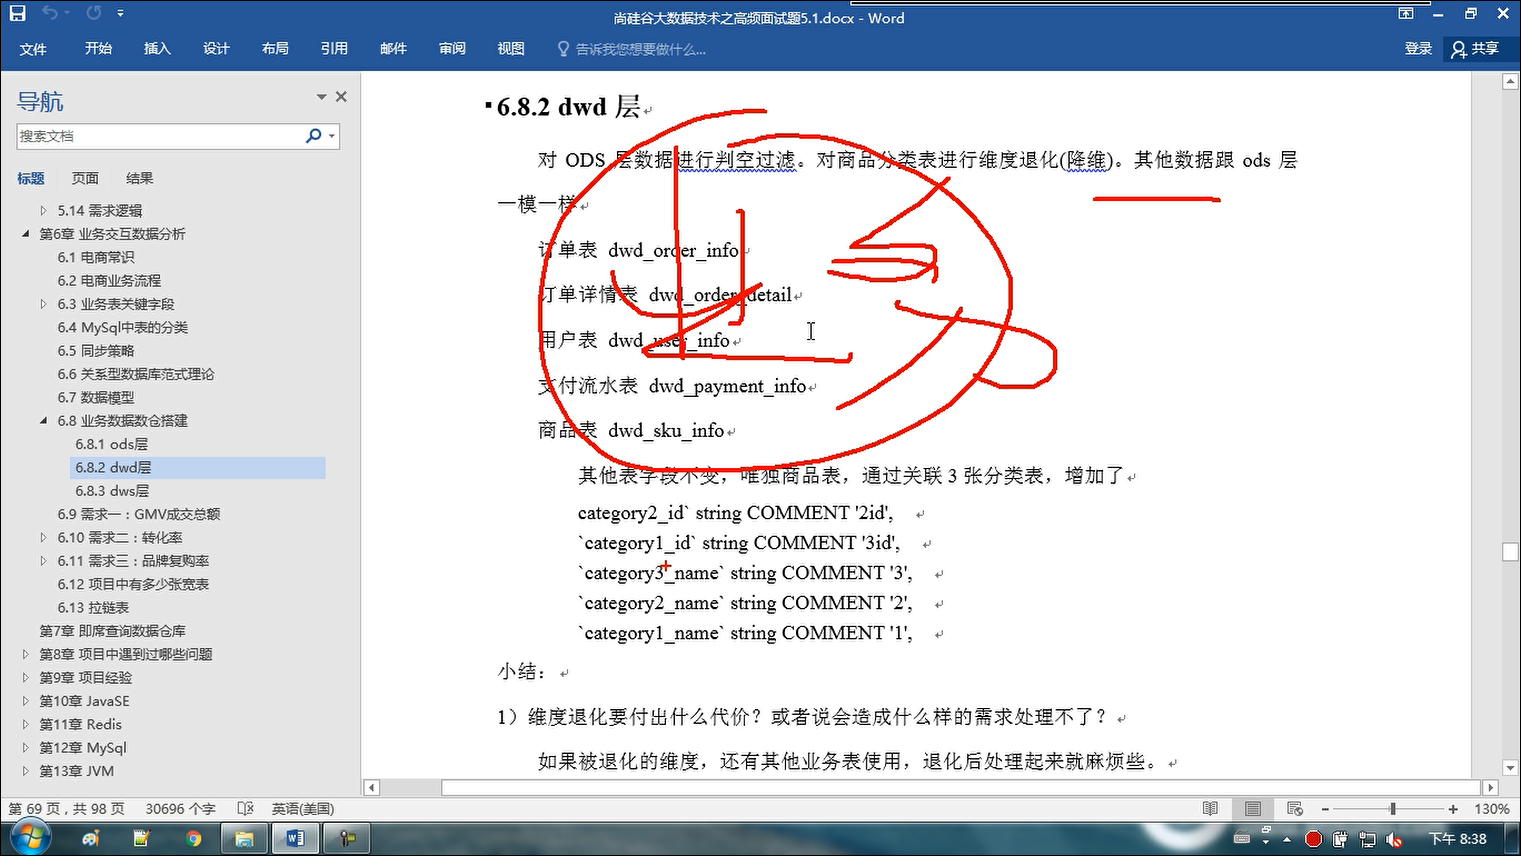 尚硅谷大数据技术之高频面试题5.1.docx - Word
文件 开始 插入 设计 布局 引用 邮件 审阅 视图 告诉我您想要做什么... 登录 共享
导航
搜索文档
标题 页面 结果
5.14 需求逻辑
第6章 业务交互数据分析
6.1 电商常识
6.2 电商业务流程
6.3 业务表关键字段
6.4 MySql中表的分类
6.5 同步策略
6.6 关系型数据库范式理论
6.7 数据模型
6.8 业务数据数仓搭建
6.8.1 ods层
6.8.2 dwd层
6.8.3 dws层
6.9 需求一：GMV成交总额
6.10 需求二：转化率
6.11 需求三：品牌复购率
6.12 项目中有多少张宽表
6.13 拉链表
第7章 即席查询数据仓库
第8章 项目中遇到过哪些问题
第9章 项目经验
第10章 JavaSE
第11章 Redis
第12章 MySql
第13章 JVM
6.8.2 dwd 层
对 ODS 层数据进行判空过滤。对商品分类表进行维度退化(降维)。其他数据跟 ods 层
一模一样
订单表 dwd_order_info
订单详情表 dwd_order_detail
用户表 dwd_user_info
支付流水表 dwd_payment_info
商品表 dwd_sku_info
其他表字段不变，唯独商品表，通过关联 3 张分类表，增加了
category2_id` string COMMENT '2id',
`category1_id` string COMMENT '3id',
`category3_name` string COMMENT '3',
`category2_name` string COMMENT '2',
`category1_name` string COMMENT '1',
小结：
1）维度退化要付出什么代价？或者说会造成什么样的需求处理不了？
如果被退化的维度，还有其他业务表使用，退化后处理起来就麻烦些。
第 69 页，共 98 页 30696 个字 英语(美国) 130%
下午 8:38